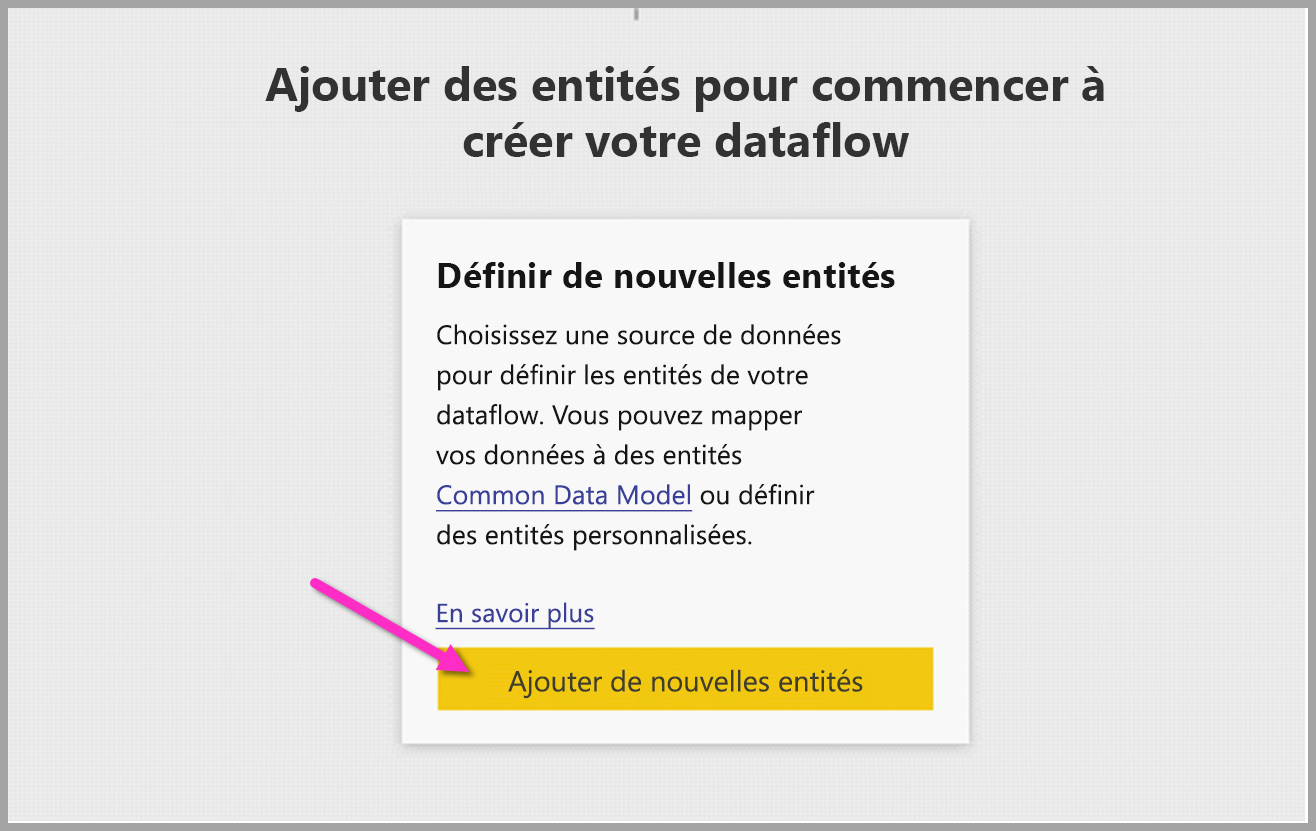 Ajouter des entités pour commencer à
créer votre dataflow
Définir de nouvelles entités
Choisissez une source de données
pour définir les entités de votre
dataflow. Vous pouvez mapper
vos données à des entités
Common Data Model ou définir
des entités personnalisées.
En savoir plus
Ajouter de nouvelles entités